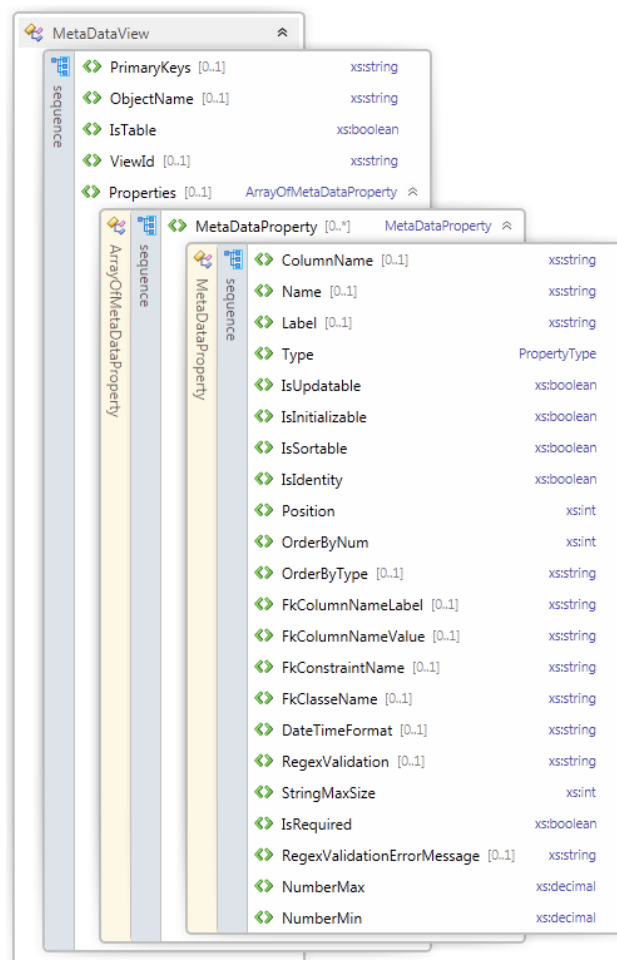 MetaDataView
sequence
PrimaryKeys [0..1] xs:string
ObjectName [0..1] xs:string
IsTable xs:boolean
ViewId [0..1] xs:string
Properties [0..1] ArrayOfMetaDataProperty
ArrayOfMetaDataProperty
sequence
MetaDataProperty [0..*] MetaDataProperty
MetaDataProperty
sequence
ColumnName [0..1] xs:string
Name [0..1] xs:string
Label [0..1] xs:string
Type PropertyType
IsUpdatable xs:boolean
IsInitializable xs:boolean
IsSortable xs:boolean
IsIdentity xs:boolean
Position xs:int
OrderByNum xs:int
OrderByType [0..1] xs:string
FkColumnNameLabel [0..1] xs:string
FkColumnNameValue [0..1] xs:string
FkConstraintName [0..1] xs:string
FkClasseName [0..1] xs:string
DateTimeFormat [0..1] xs:string
RegexValidation [0..1] xs:string
StringMaxSize xs:int
IsRequired xs:boolean
RegexValidationErrorMessage [0..1] xs:string
NumberMax xs:decimal
NumberMin xs:decimal